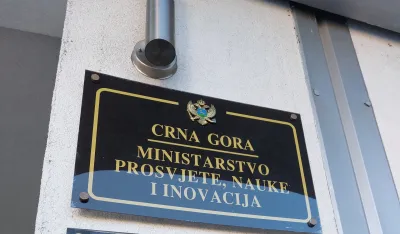 CRNA GORA
MINISTARSTVO
PROSVJETE, NAUKE
I INOVACIJA